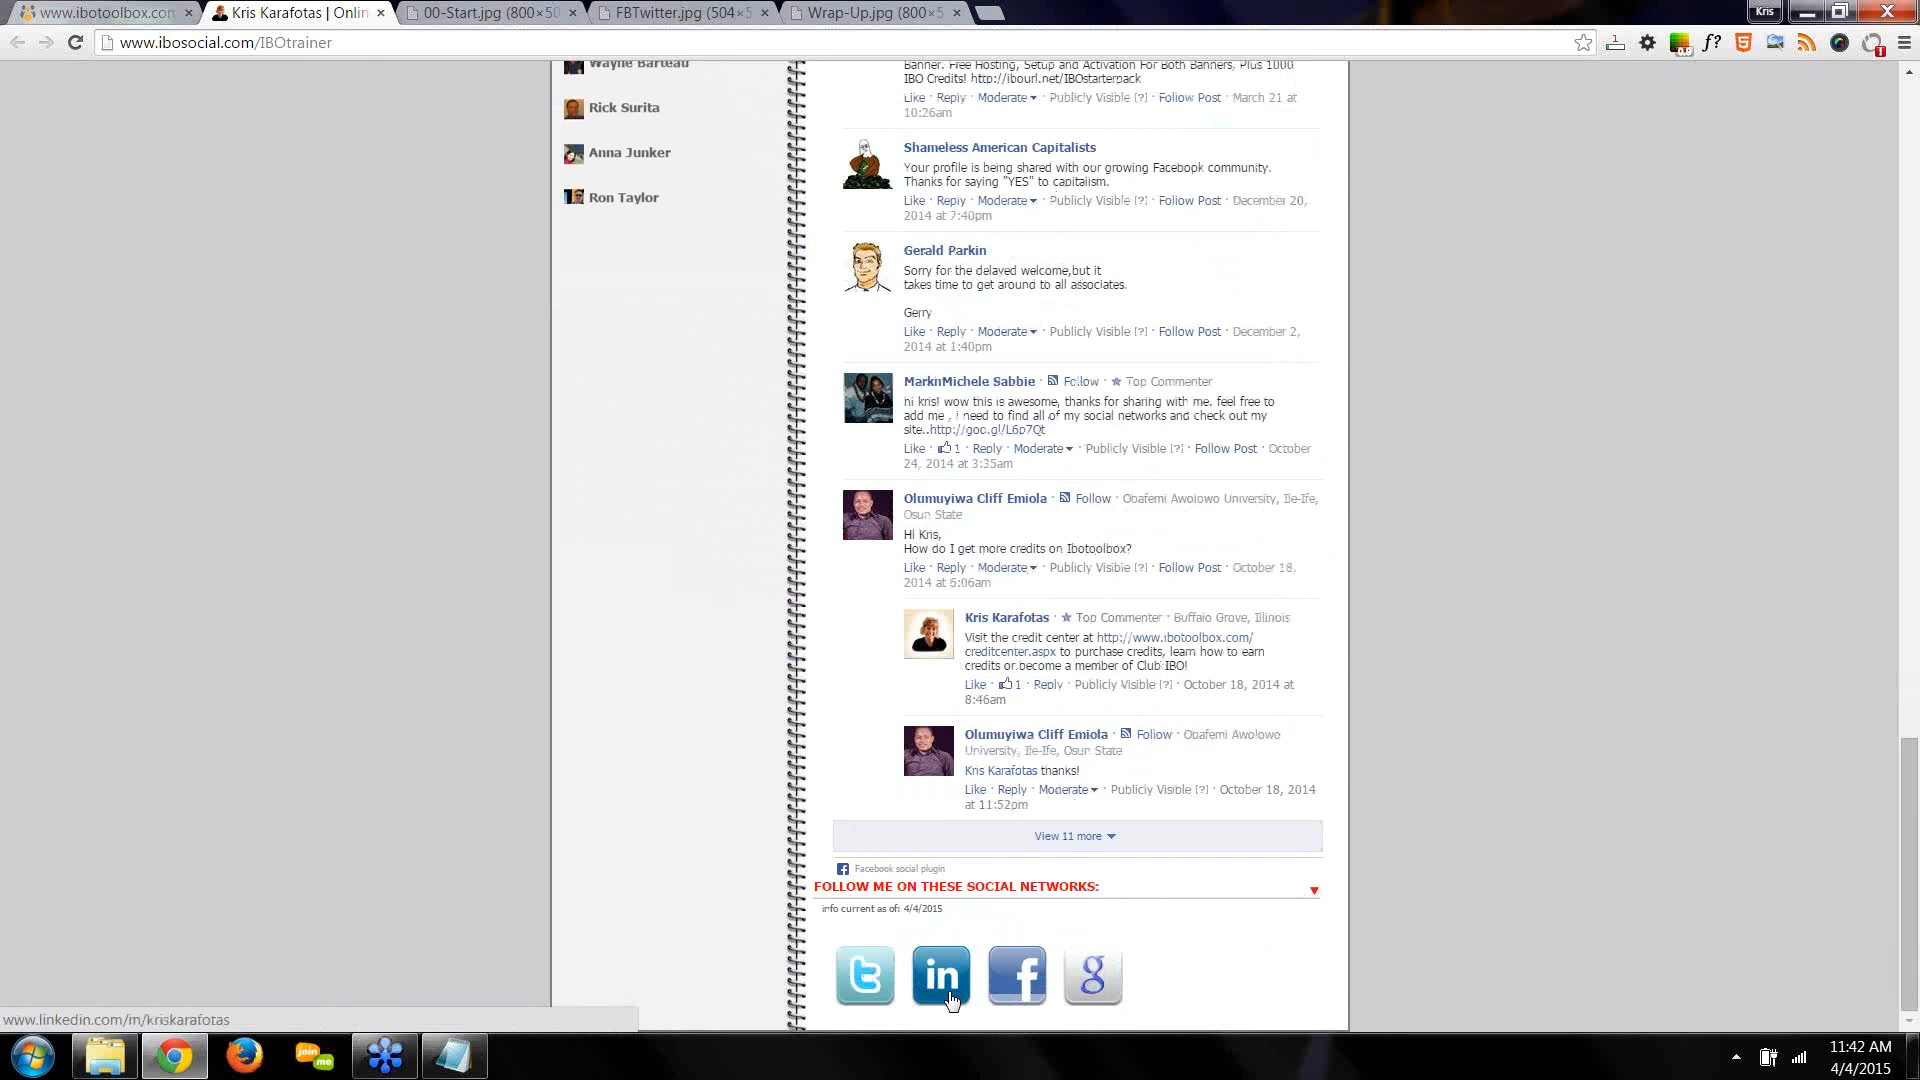 www.ibotoolbox.com
Kris Karafotas | Onlin
00-Start.jpg (800×50
FBTwitter.jpg (504×5
Wrap-Up.jpg (800×5
Kris
www.ibosocial.com/IBOtrainer
Wayne Barteau
Rick Surita
Anna Junker
Ron Taylor
Banner. Free Hosting, Setup and Activation For Both Banners, Plus 1000
IBO Credits! http://ibourl.net/IBOstarterpack
Like · Reply · Moderate · Publicly Visible [?] · Follow Post · March 21 at
10:26am
Shameless American Capitalists
Your profile is being shared with our growing Facebook community.
Thanks for saying "YES" to capitalism.
Like · Reply · Moderate · Publicly Visible [?] · Follow Post · December 20,
2014 at 7:40pm
Gerald Parkin
Sorry for the delayed welcome,but it
takes time to get around to all associates.
Gerry
Like · Reply · Moderate · Publicly Visible [?] · Follow Post · December 2,
2014 at 1:40pm
MarknMichele Sabbie · Follow · Top Commenter
hi kris! wow this is awesome, thanks for sharing with me. feel free to
add me , i need to find all of my social networks and check out my
site..http://goo.gl/L6p7Qt
Like · 1 · Reply · Moderate · Publicly Visible [?] · Follow Post · October
24, 2014 at 3:35am
Olumuyiwa Cliff Emiola · Follow · Obafemi Awolowo University, Ile-Ife,
Osun State
Hi Kris,
How do I get more credits on Ibotoolbox?
Like · Reply · Moderate · Publicly Visible [?] · Follow Post · October 18,
2014 at 6:06am
Kris Karafotas · Top Commenter · Buffalo Grove, Illinois
Visit the credit center at http://www.ibotoolbox.com/
creditcenter.aspx to purchase credits, learn how to earn
credits or become a member of Club IBO!
Like · 1 · Reply · Publicly Visible [?] · October 18, 2014 at
8:46am
Olumuyiwa Cliff Emiola · Follow · Obafemi Awolowo
University, Ile-Ife, Osun State
Kris Karafotas thanks!
Like · Reply · Moderate · Publicly Visible [?] · October 18, 2014
at 11:52pm
View 11 more
Facebook social plugin
FOLLOW ME ON THESE SOCIAL NETWORKS:
info current as of: 4/4/2015
in
f
g
www.linkedin.com/in/kriskarafotas
join
me
11:42 AM
4/4/2015